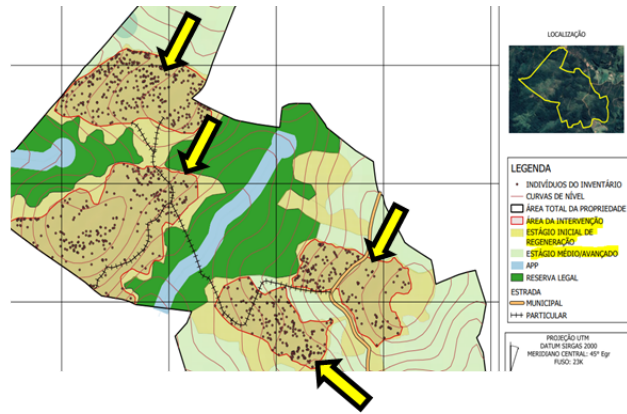 LOCALIZAÇÃO
LEGENDA
INDIVÍDUOS DO INVENTÁRIO
CURVAS DE NÍVEL
ÁREA TOTAL DA PROPRIEDADE
ÁREA DA INTERVENÇÃO
ESTÁGIO INICIAL DE
REGENERAÇÃO
ESTÁGIO MÉDIO/AVANÇADO
APP
RESERVA LEGAL
ESTRADA
MUNICIPAL
PARTICULAR
PROJEÇÃO UTM
DATUM SIRGAS 2000
MERIDIANO CENTRAL: 45° Egr
FUSO: 23K